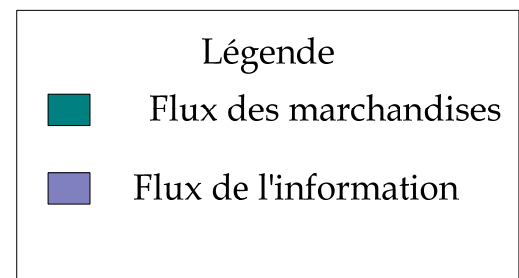 Légende
Flux des marchandises
Flux de l'information